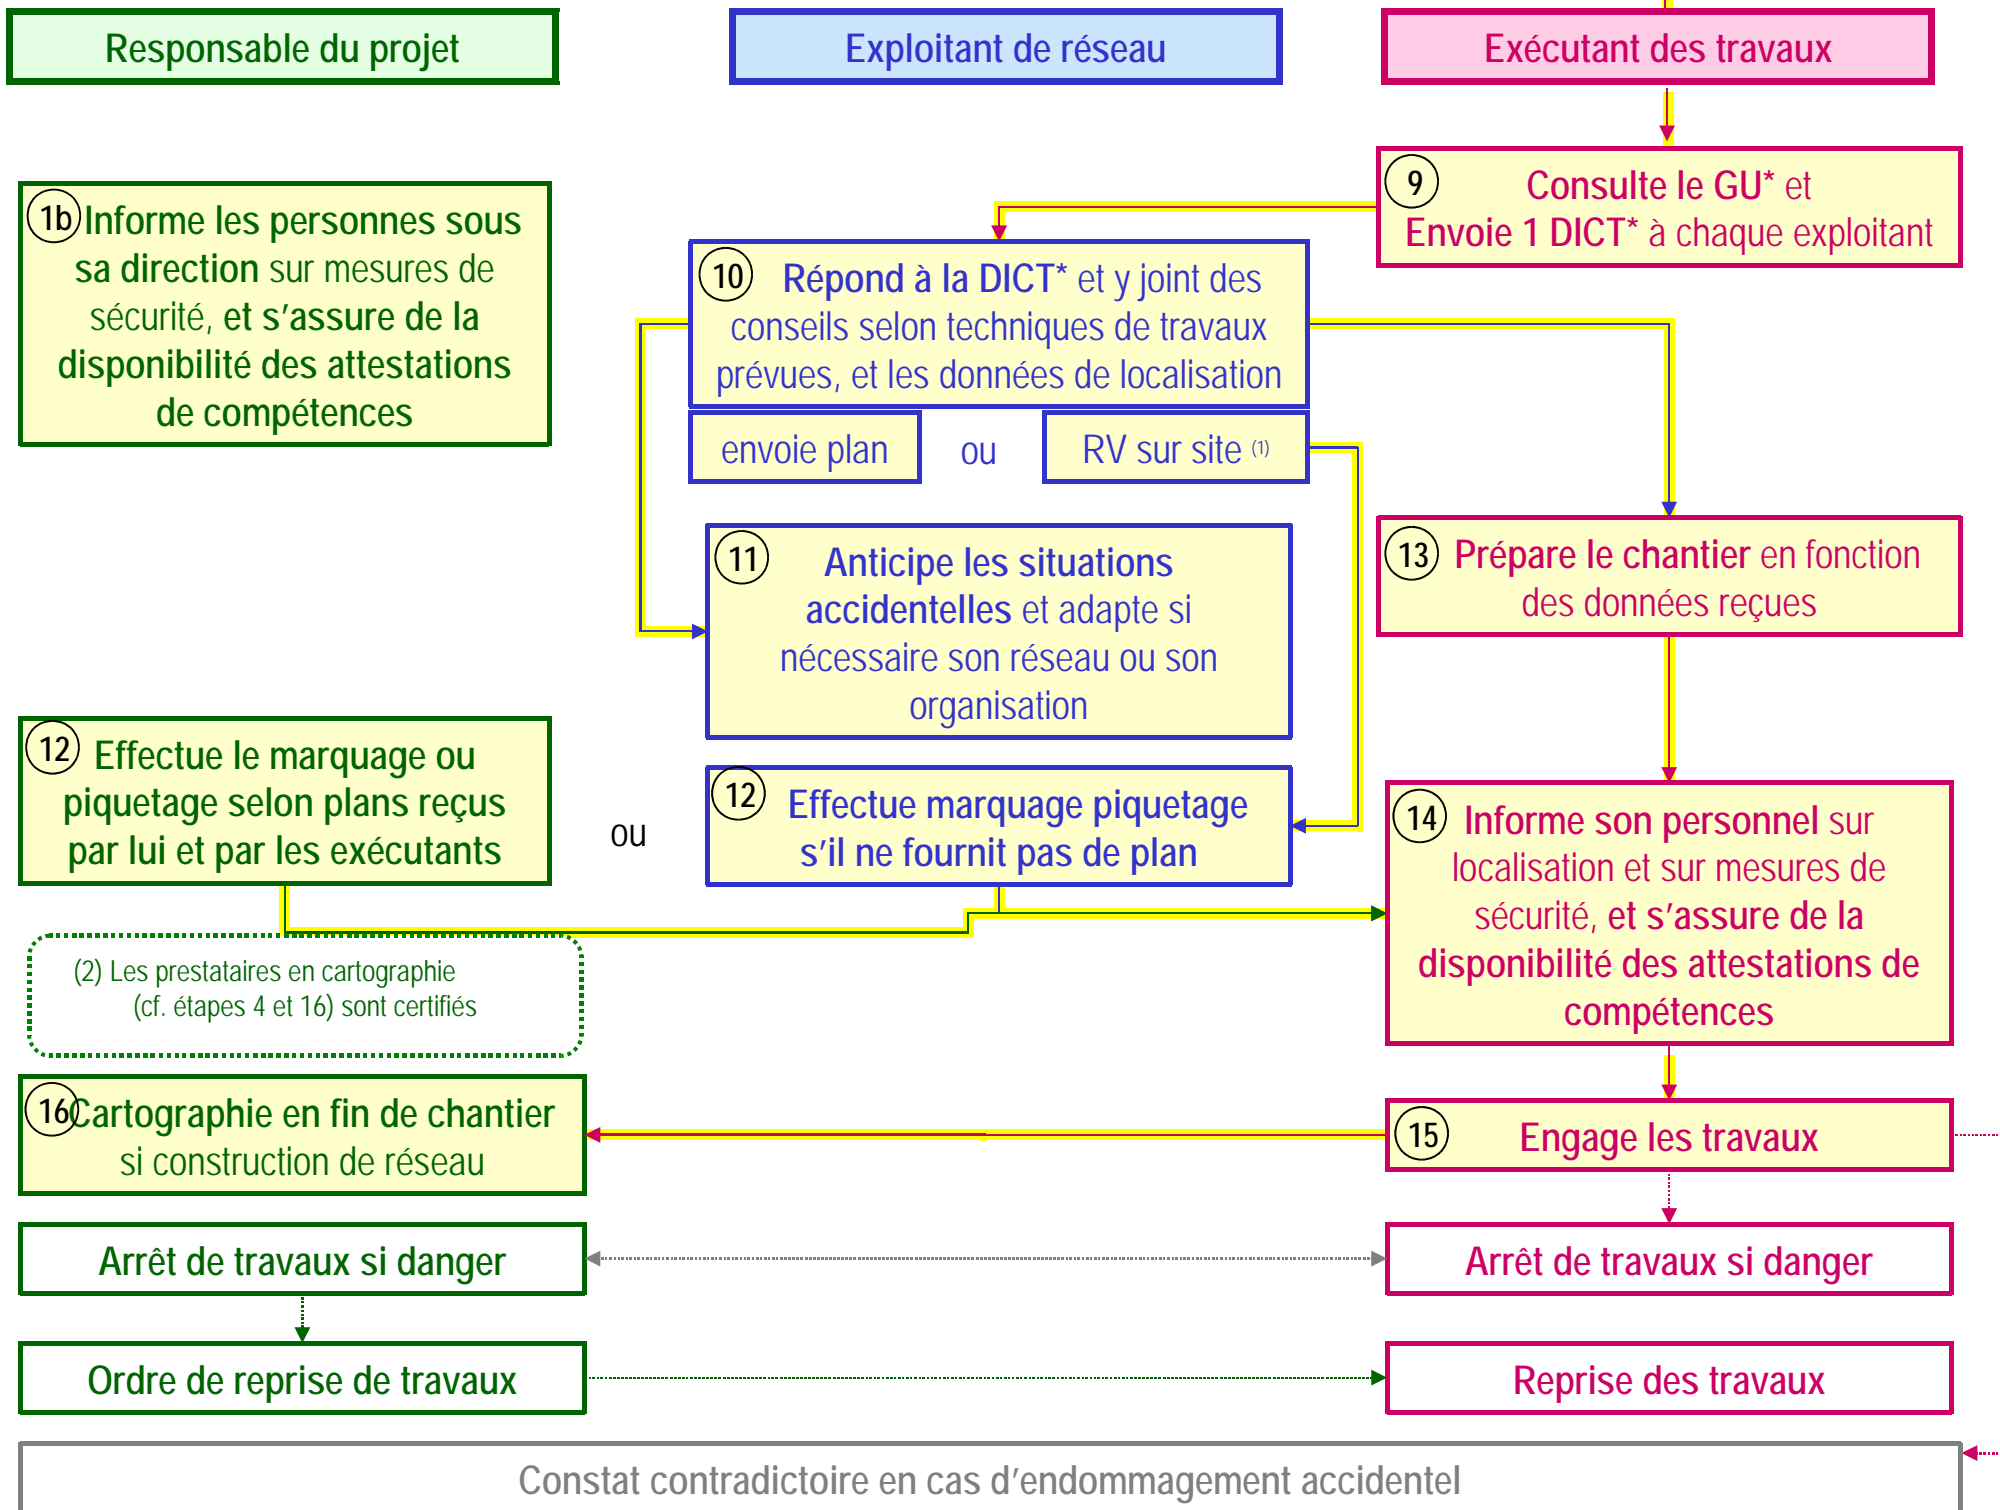 Responsable du projet
Exploitant de réseau
Exécutant des travaux
9
Consulte le GU* et
Envoie 1 DICT* à chaque exploitant
1b Informe les personnes sous
sa direction sur mesures de
sécurité, et s'assure de la
disponibilité des attestations
de compétences
10 Répond à la DICT* et y joint des
conseils selon techniques de travaux
prévues, et les données de localisation
envoie plan
ou
RV sur site (1)
11 Anticipe les situations
accidentelles et adapte si
nécessaire son réseau ou son
organisation
13 Prépare le chantier en fonction
des données reçues
12 Effectue le marquage ou
piquetage selon plans reçus
par lui et par les exécutants
ou
12 Effectue marquage piquetage
s'il ne fournit pas de plan
14 Informe son personnel sur
localisation et sur mesures de
sécurité, et s'assure de la
disponibilité des attestations de
compétences
(2) Les prestataires en cartographie
(cf. étapes 4 et 16) sont certifiés
16 Cartographie en fin de chantier
si construction de réseau
15 Engage les travaux
Arrêt de travaux si danger
Arrêt de travaux si danger
Ordre de reprise de travaux
Reprise des travaux
Constat contradictoire en cas d'endommagement accidentel